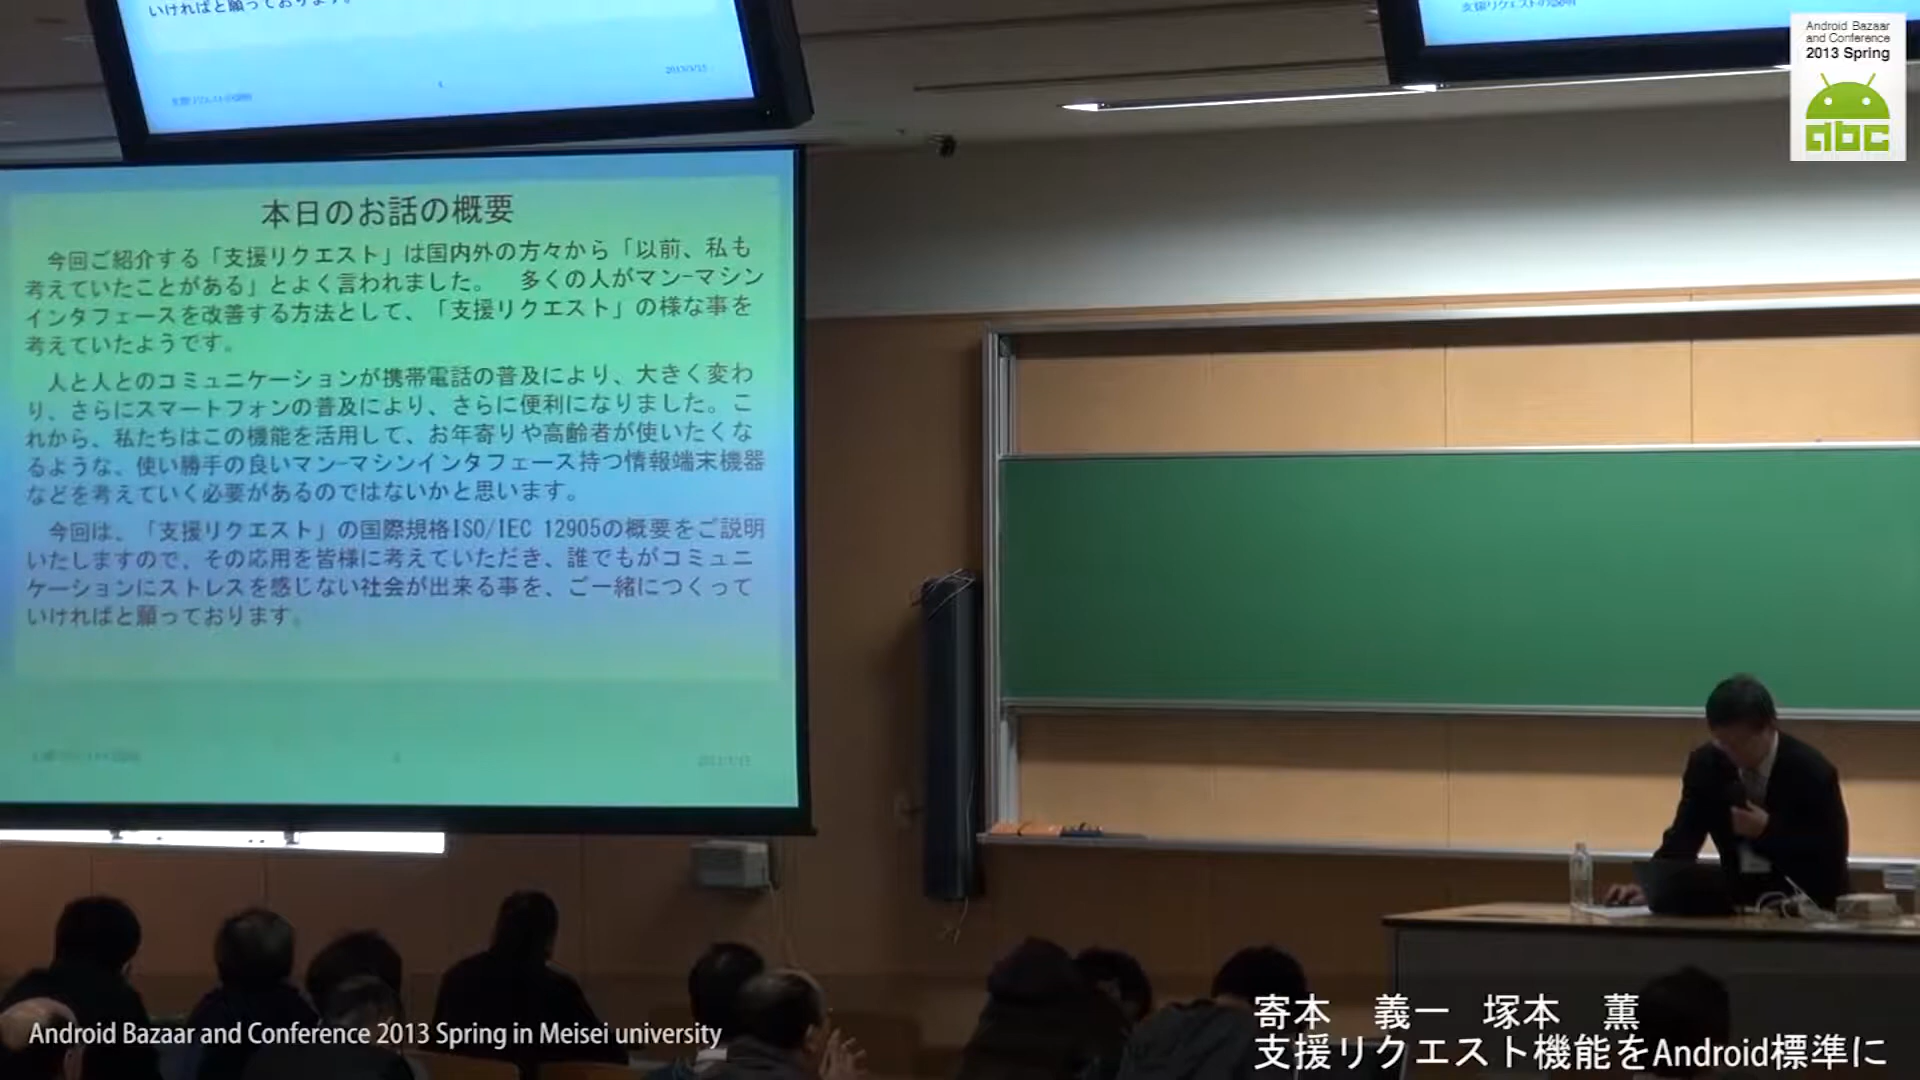 いければと願っております。
2013/3/15
支援リクエストの説明
Android Bazaar
and Conference
2013 Spring
abc
本日のお話の概要
今回ご紹介する「支援リクエスト」は国内外の方々から「以前、私も
考えていたことがある」とよく言われました。 多くの人がマン-マシン
インタフェースを改善する方法として、「支援リクエスト」の様な事を
考えていたようです。
人と人とのコミュニケーションが携帯電話の普及により、大きく変わ
り、さらにスマートフォンの普及により、さらに便利になりました。こ
れから、私たちはこの機能を活用して、お年寄りや高齢者が使いたくな
るような、使い勝手の良いマン-マシンインタフェース持つ情報端末機器
などを考えていく必要があるのではないかと思います。
今回は、「支援リクエスト」の国際規格ISO/IEC 12905の概要をご説明
いたしますので、その応用を皆様に考えていただき、誰でもがコミュニ
ケーションにストレスを感じない社会が出来る事を、ご一緒につくって
いければと願っております。
寄本 義一 塚本 薫
支援リクエスト機能をAndroid標準に
Android Bazaar and Conference 2013 Spring in Meisei university